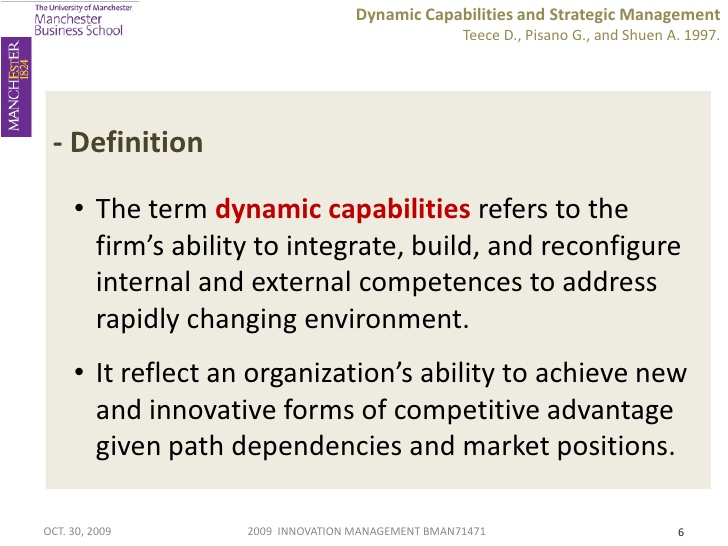 The University of Manchester
Manchester
Business School
Dynamic Capabilities and Strategic Management
Teece D., Pisano G., and Shuen A. 1997.
MANCHESTER
1824
- Definition
• The term dynamic capabilities refers to the
firm’s ability to integrate, build, and reconfigure
internal and external competences to address
rapidly changing environment.
• It reflect an organization’s ability to achieve new
and innovative forms of competitive advantage
given path dependencies and market positions.
OCT. 30, 2009
2009 INNOVATION MANAGEMENT BMAN71471
6